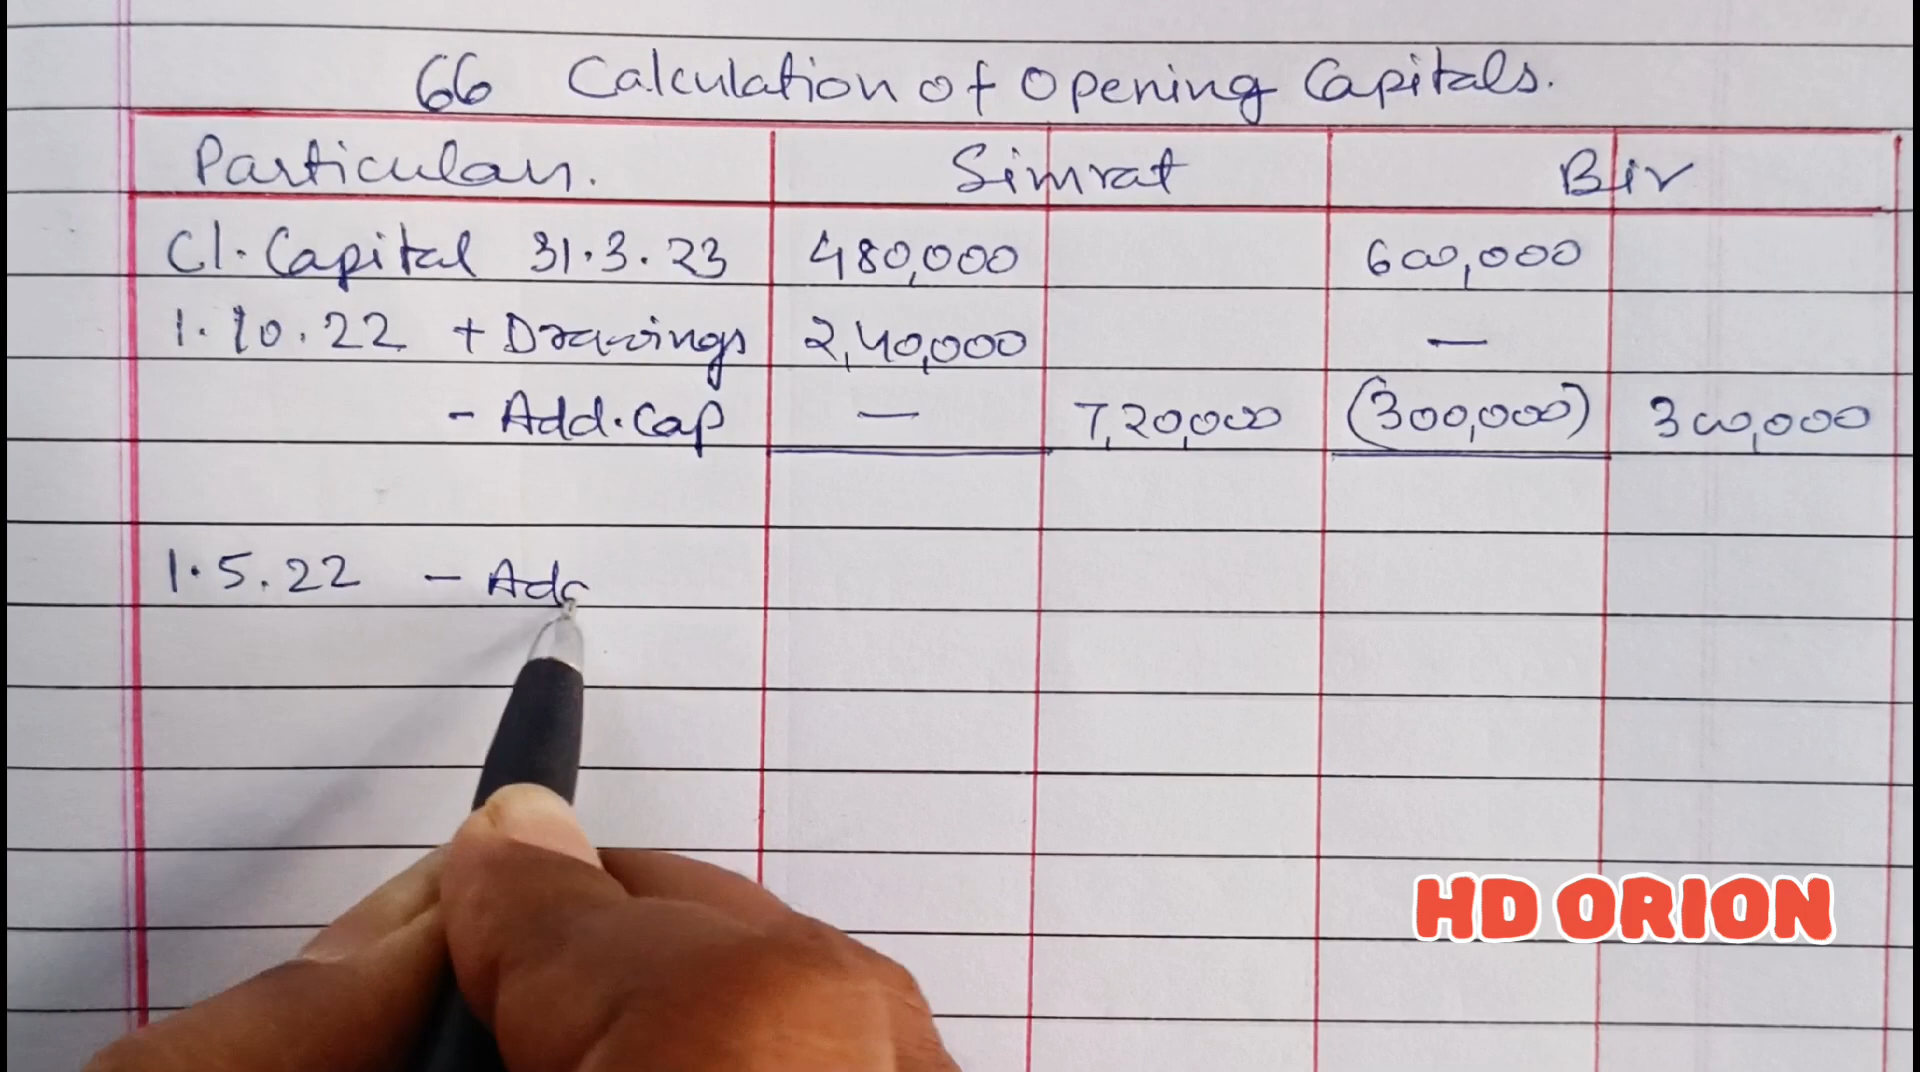 66 Calculation of Opening Capitals.
Particulars. Simrat Bir
Cl. Capital 31.3.23 480,000 600,000
1.10.22 + Drawings 2,40,000 —
- Add. Cap — 7,20,000 (300,000) 300,000
1.5.22 - Add
HD ORION